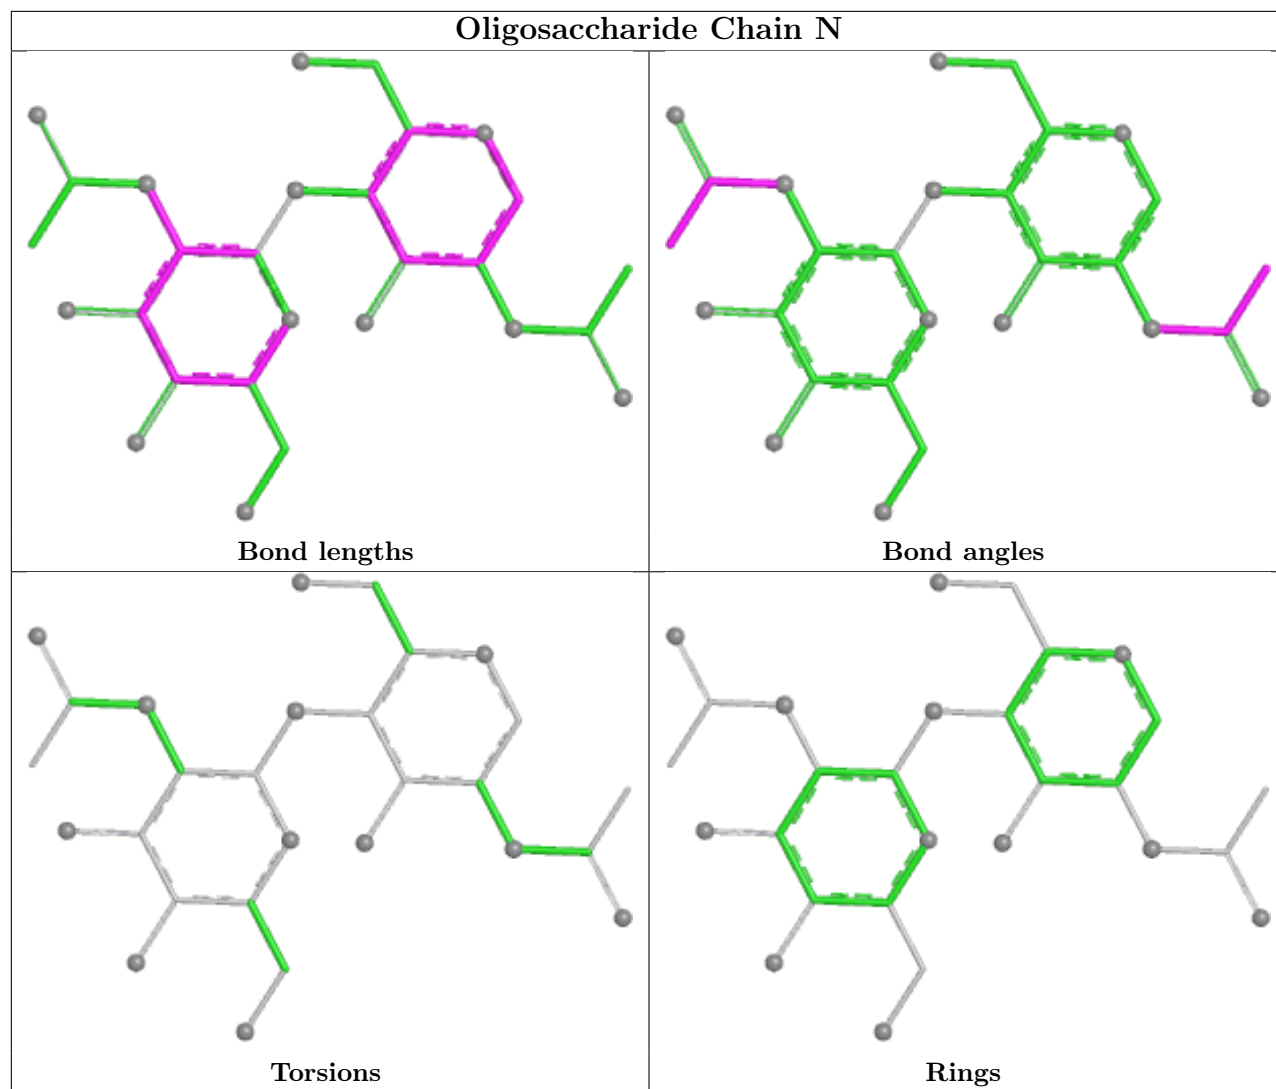 Oligosaccharide Chain N
Bond lengths
Bond angles
Torsions
Rings